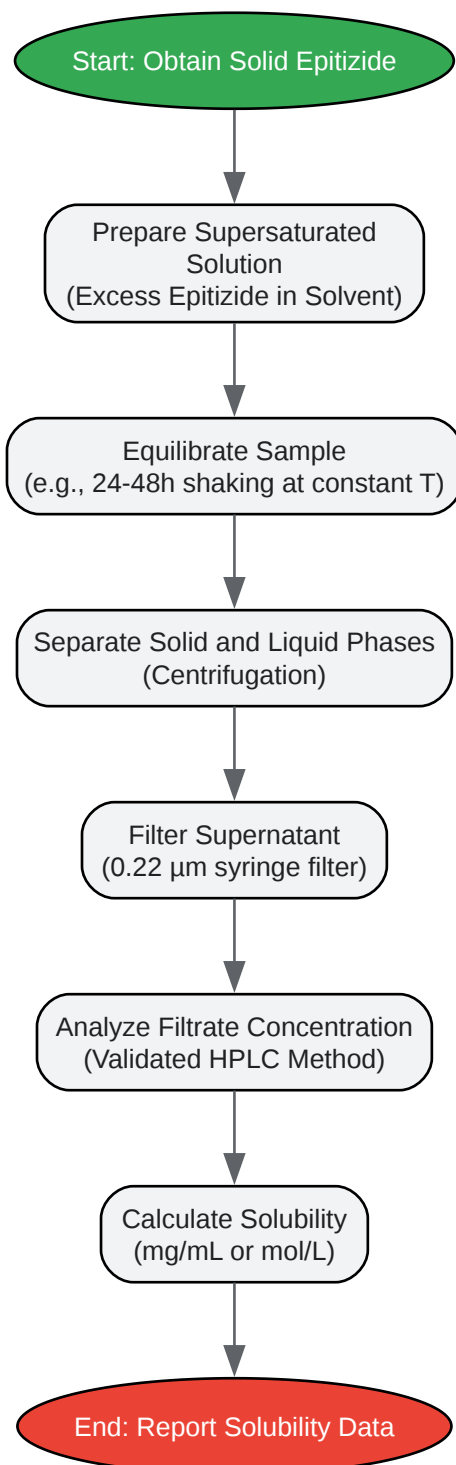 Start: Obtain Solid Epitizide
Prepare Supersaturated
Solution
(Excess Epitizide in Solvent)
Equilibrate Sample
(e.g., 24-48h shaking at constant T)
Separate Solid and Liquid Phases
(Centrifugation)
Filter Supernatant
(0.22 µm syringe filter)
Analyze Filtrate Concentration
(Validated HPLC Method)
Calculate Solubility
(mg/mL or mol/L)
End: Report Solubility Data